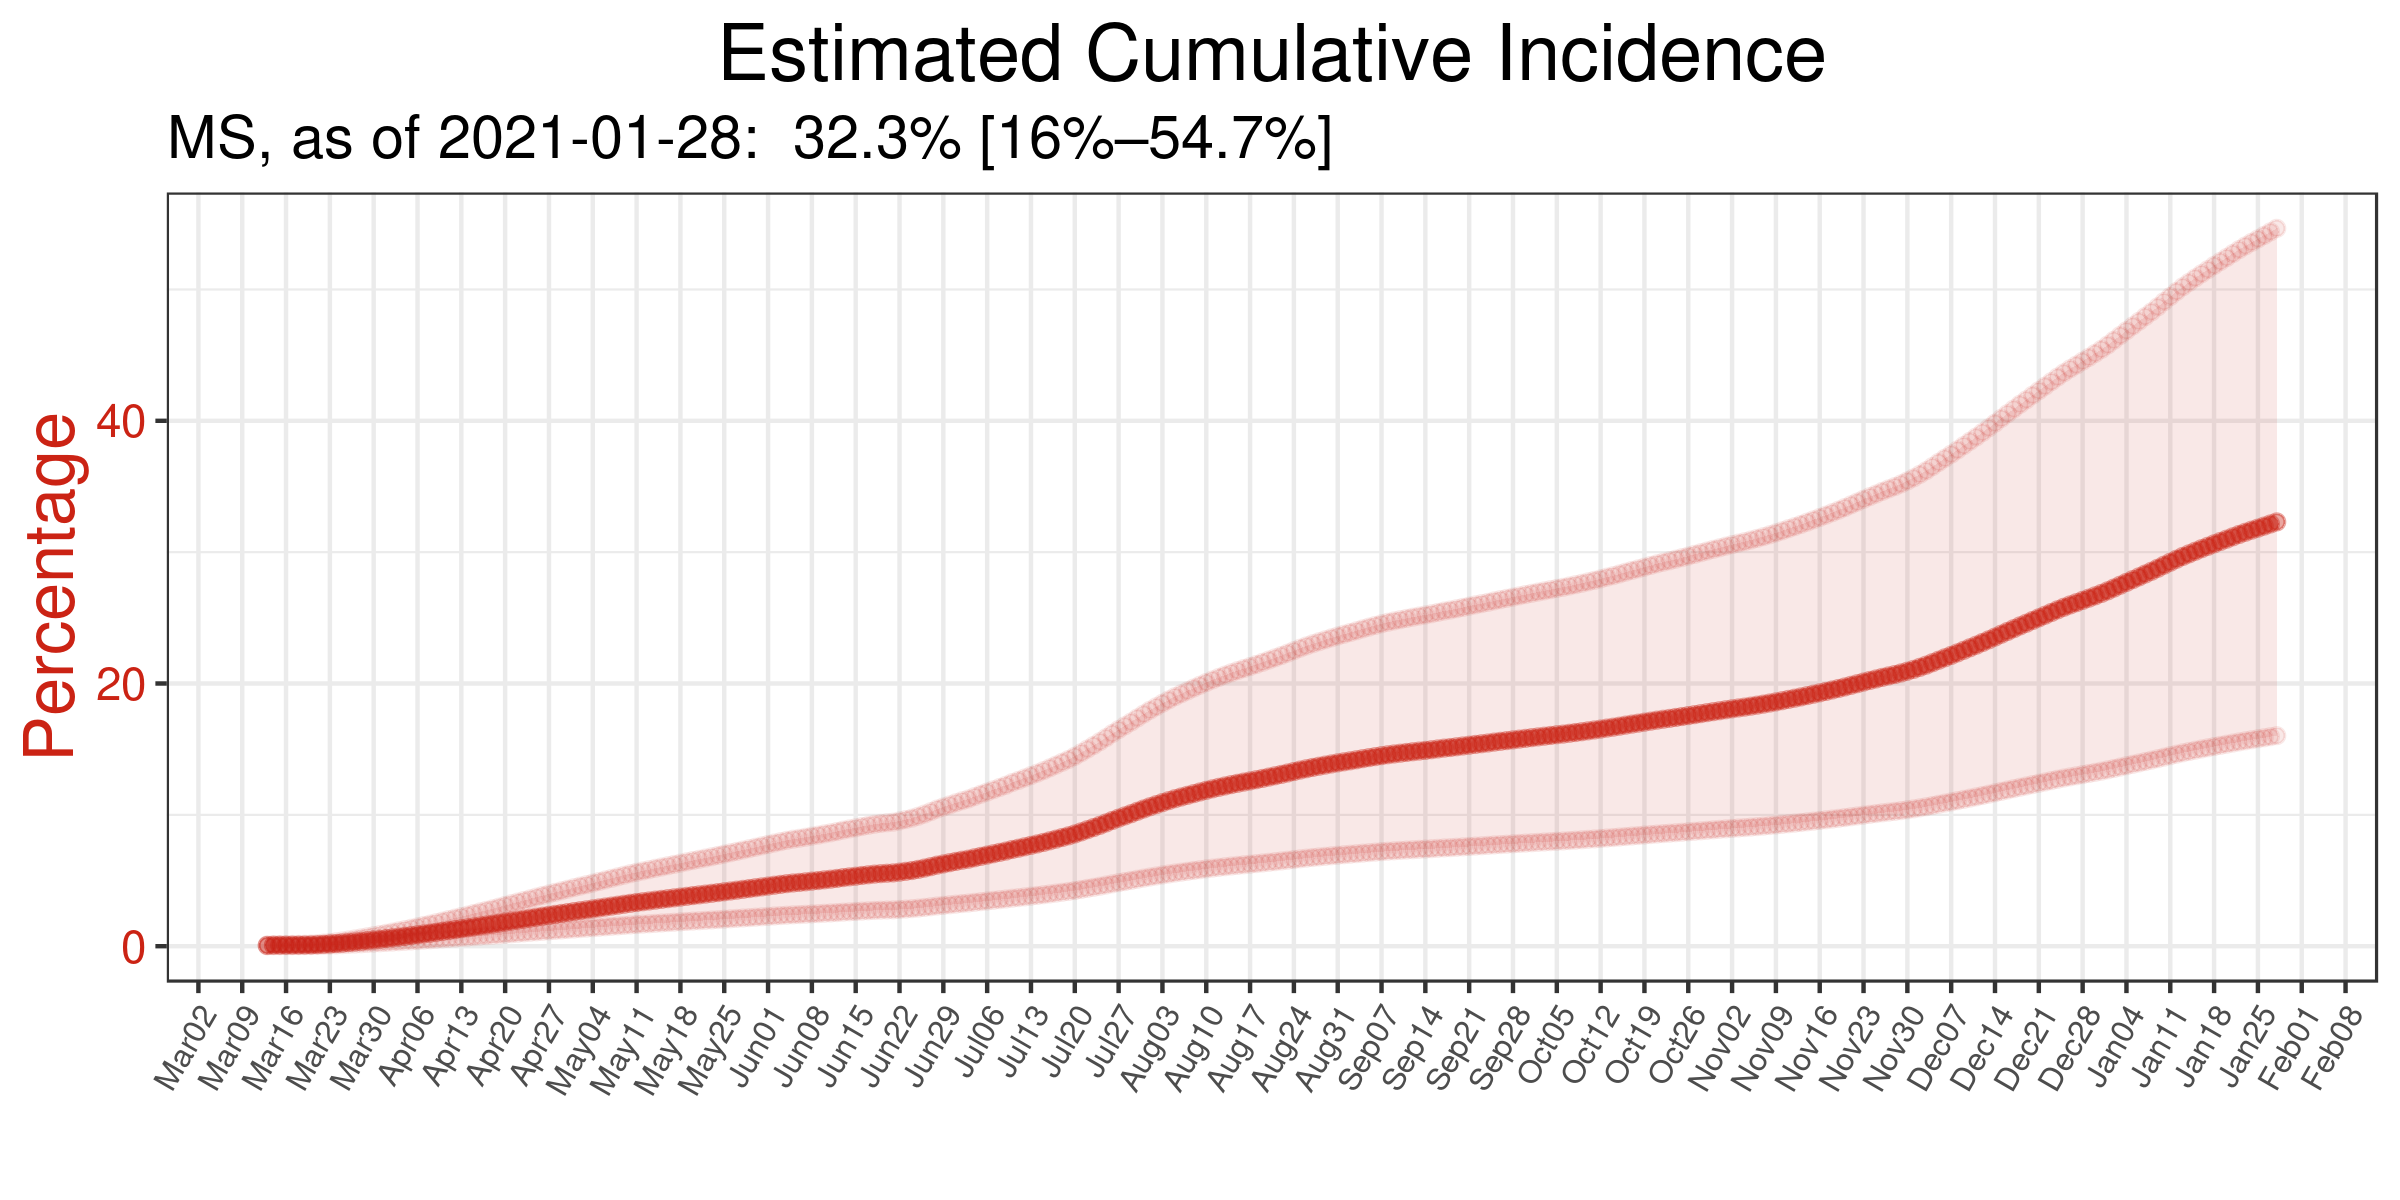 Estimated Cumulative Incidence
MS, as of 2021-01-28:  32.3% [16%–54.7%]
Percentage
40
20
0
Mar02
Mar09
Mar16
Mar23
Mar30
Apr06
Apr13
Apr20
Apr27
May04
May11
May18
May25
Jun01
Jun08
Jun15
Jun22
Jun29
Jul06
Jul13
Jul20
Jul27
Aug03
Aug10
Aug17
Aug24
Aug31
Sep07
Sep14
Sep21
Sep28
Oct05
Oct12
Oct19
Oct26
Nov02
Nov09
Nov16
Nov23
Nov30
Dec07
Dec14
Dec21
Dec28
Jan04
Jan11
Jan18
Jan25
Feb01
Feb08